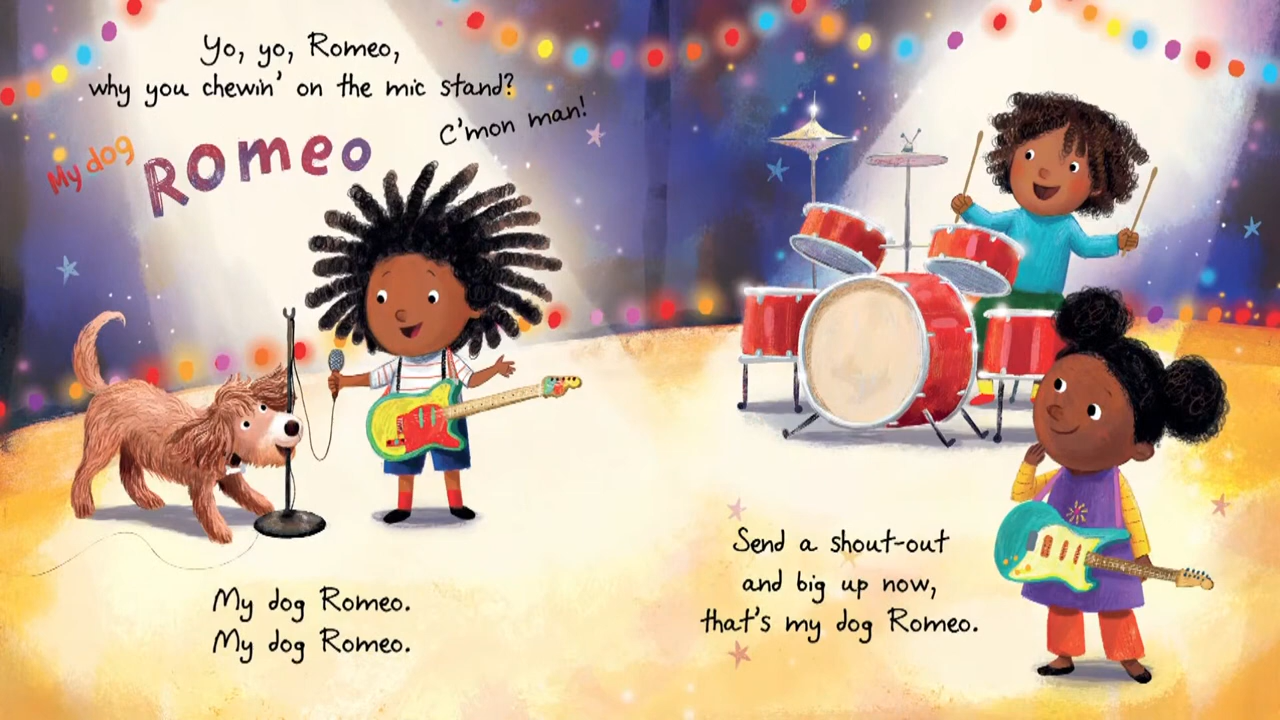 Yo, yo, Romeo,
why you chewin' on the mic stand?
C'mon man!
My dog
ROMEO
My dog Romeo.
My dog Romeo.
Send a shout-out
and big up now,
that's my dog Romeo.